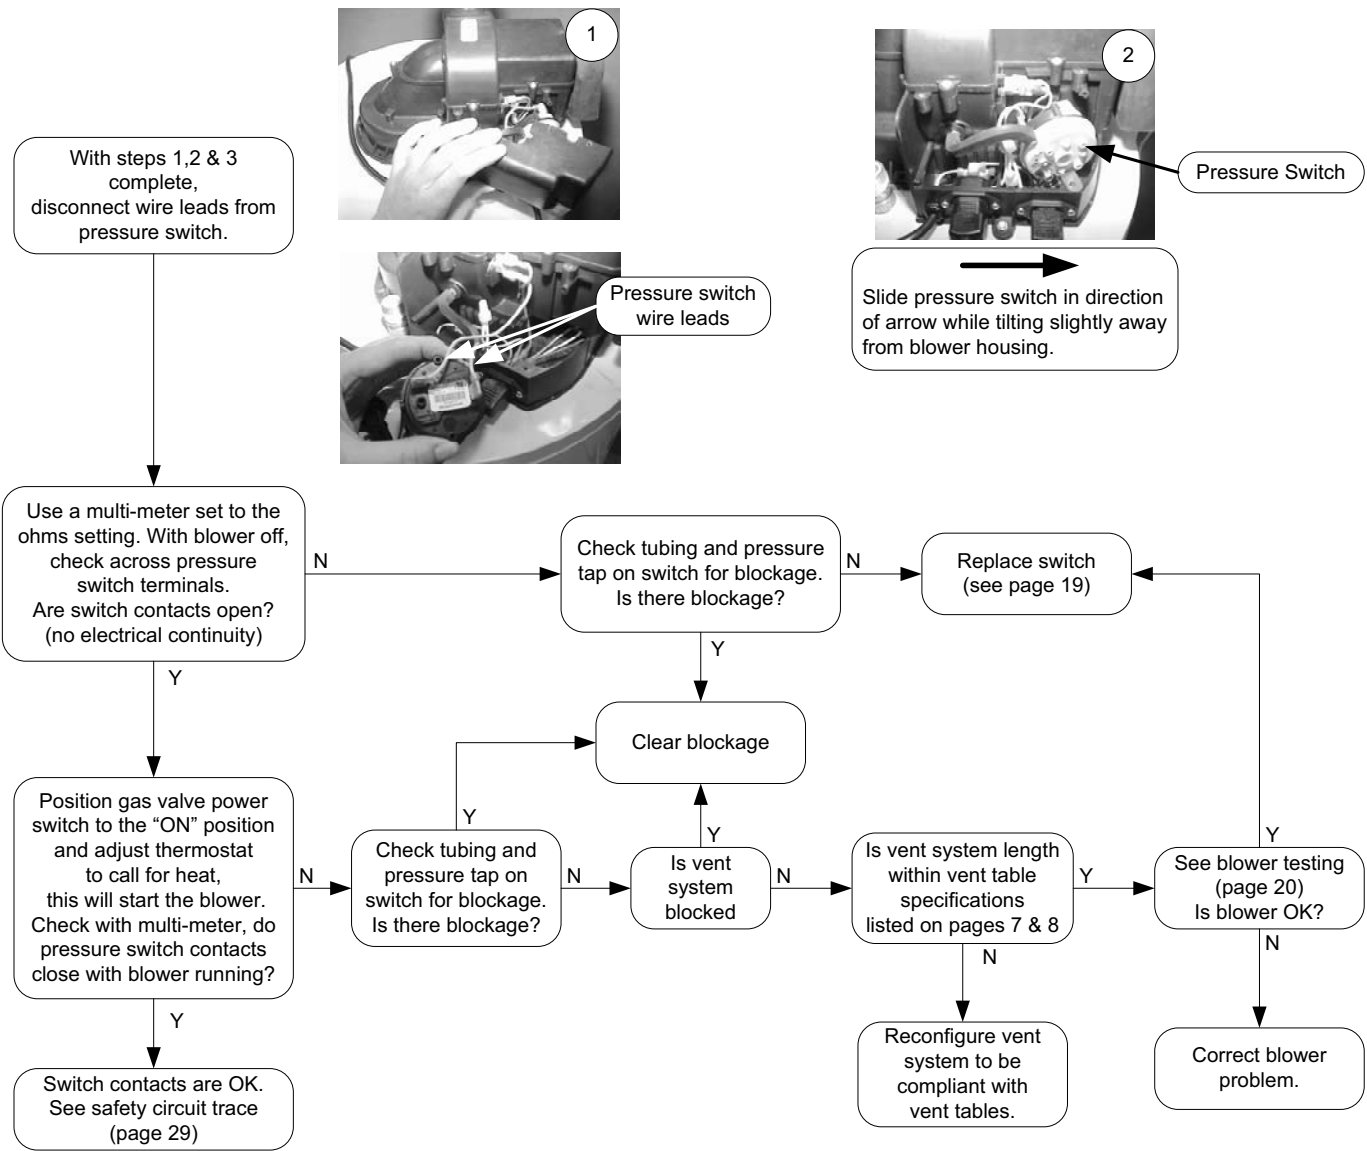 1
2
With steps 1,2 & 3
complete,
disconnect wire leads from
pressure switch.
Pressure Switch
Pressure switch
wire leads
Slide pressure switch in direction
of arrow while tilting slightly away
from blower housing.
Use a multi-meter set to the
ohms setting. With blower off,
check across pressure
switch terminals.
Are switch contacts open?
(no electrical continuity)
N
Check tubing and pressure
tap on switch for blockage.
Is there blockage?
N
Replace switch
(see page 19)
Y
Y
Clear blockage
Position gas valve power
switch to the “ON” position
and adjust thermostat
to call for heat,
this will start the blower.
Check with multi-meter, do
pressure switch contacts
close with blower running?
N
Y
Check tubing and
pressure tap on
switch for blockage.
Is there blockage?
N
Y
Is vent
system
blocked
N
Is vent system length
within vent table
specifications
listed on pages 7 & 8
Y
Y
See blower testing
(page 20)
Is blower OK?
N
N
Y
Switch contacts are OK.
See safety circuit trace
(page 29)
Reconfigure vent
system to be
compliant with
vent tables.
Correct blower
problem.